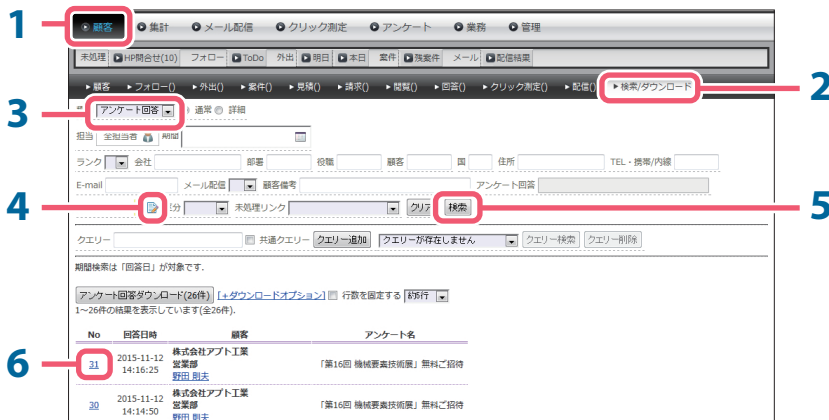 1
顧客 集計 メール配信 クリック測定 アンケート 業務 管理
未処理 HP問合せ(10) フォロー ToDo 外出 明日 本日 案件 残案件 メール 配信結果
顧客 フォロー() 外出() 案件() 見積() 請求() 閲覧() 回答() クリック測定() 配信() 検索/ダウンロード
2
3
アンケート回答 通常 詳細
担当 全担当者 期間
ランク 会社 部署 役職 顧客 国 住所 TEL・携帯/内線
E-mail メール配信 顧客備考 アンケート回答
4
分 未処理リンク クリア 検索
5
クエリー 共通クエリー クエリー追加 クエリーが存在しません クエリー検索 クエリー削除
期間検索は「回答日」が対象です.
アンケート回答ダウンロード(26件) [+ダウンロードオプション] 行数を固定する 約5行
1~26件の結果を表示しています(全26件).
No 回答日時 顧客 アンケート名
6
31 2015-11-12 14:16:25 株式会社アプト工業 営業部 野田 則夫 「第16回 機械要素技術展」無料ご招待
30 2015-11-12 14:14:50 株式会社アプト工業 営業部 野田 則夫 「第16回 機械要素技術展」無料ご招待